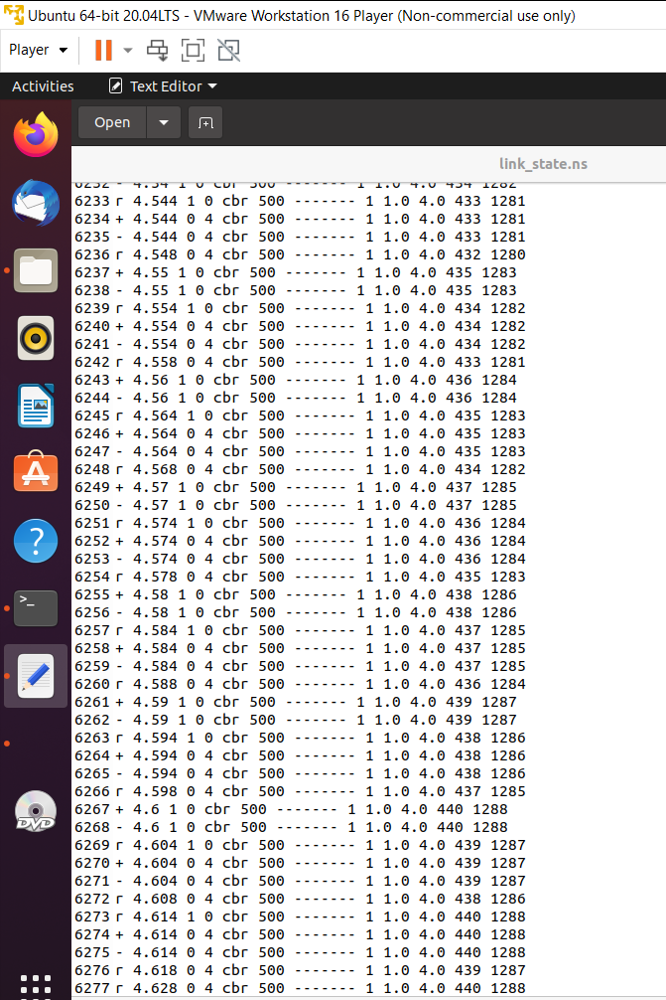 Ubuntu 64-bit 20.04LTS - VMware Workstation 16 Player (Non-commercial use only)
Player
Activities Text Editor
Open
link_state.ns
6232 - 4.54 1 0 cbr 500 ------- 1 1.0 4.0 434 1282
6233 r 4.544 1 0 cbr 500 ------- 1 1.0 4.0 433 1281
6234 + 4.544 0 4 cbr 500 ------- 1 1.0 4.0 433 1281
6235 - 4.544 0 4 cbr 500 ------- 1 1.0 4.0 433 1281
6236 r 4.548 0 4 cbr 500 ------- 1 1.0 4.0 432 1280
6237 + 4.55 1 0 cbr 500 ------- 1 1.0 4.0 435 1283
6238 - 4.55 1 0 cbr 500 ------- 1 1.0 4.0 435 1283
6239 r 4.554 1 0 cbr 500 ------- 1 1.0 4.0 434 1282
6240 + 4.554 0 4 cbr 500 ------- 1 1.0 4.0 434 1282
6241 - 4.554 0 4 cbr 500 ------- 1 1.0 4.0 434 1282
6242 r 4.558 0 4 cbr 500 ------- 1 1.0 4.0 433 1281
6243 + 4.56 1 0 cbr 500 ------- 1 1.0 4.0 436 1284
6244 - 4.56 1 0 cbr 500 ------- 1 1.0 4.0 436 1284
6245 r 4.564 1 0 cbr 500 ------- 1 1.0 4.0 435 1283
6246 + 4.564 0 4 cbr 500 ------- 1 1.0 4.0 435 1283
6247 - 4.564 0 4 cbr 500 ------- 1 1.0 4.0 435 1283
6248 r 4.568 0 4 cbr 500 ------- 1 1.0 4.0 434 1282
6249 + 4.57 1 0 cbr 500 ------- 1 1.0 4.0 437 1285
6250 - 4.57 1 0 cbr 500 ------- 1 1.0 4.0 437 1285
6251 r 4.574 1 0 cbr 500 ------- 1 1.0 4.0 436 1284
6252 + 4.574 0 4 cbr 500 ------- 1 1.0 4.0 436 1284
6253 - 4.574 0 4 cbr 500 ------- 1 1.0 4.0 436 1284
6254 r 4.578 0 4 cbr 500 ------- 1 1.0 4.0 435 1283
6255 + 4.58 1 0 cbr 500 ------- 1 1.0 4.0 438 1286
6256 - 4.58 1 0 cbr 500 ------- 1 1.0 4.0 438 1286
6257 r 4.584 1 0 cbr 500 ------- 1 1.0 4.0 437 1285
6258 + 4.584 0 4 cbr 500 ------- 1 1.0 4.0 437 1285
6259 - 4.584 0 4 cbr 500 ------- 1 1.0 4.0 437 1285
6260 r 4.588 0 4 cbr 500 ------- 1 1.0 4.0 436 1284
6261 + 4.59 1 0 cbr 500 ------- 1 1.0 4.0 439 1287
6262 - 4.59 1 0 cbr 500 ------- 1 1.0 4.0 439 1287
6263 r 4.594 1 0 cbr 500 ------- 1 1.0 4.0 438 1286
6264 + 4.594 0 4 cbr 500 ------- 1 1.0 4.0 438 1286
6265 - 4.594 0 4 cbr 500 ------- 1 1.0 4.0 438 1286
6266 r 4.598 0 4 cbr 500 ------- 1 1.0 4.0 437 1285
6267 + 4.6 1 0 cbr 500 ------- 1 1.0 4.0 440 1288
6268 - 4.6 1 0 cbr 500 ------- 1 1.0 4.0 440 1288
6269 r 4.604 1 0 cbr 500 ------- 1 1.0 4.0 439 1287
6270 + 4.604 0 4 cbr 500 ------- 1 1.0 4.0 439 1287
6271 - 4.604 0 4 cbr 500 ------- 1 1.0 4.0 439 1287
6272 r 4.608 0 4 cbr 500 ------- 1 1.0 4.0 438 1286
6273 r 4.614 1 0 cbr 500 ------- 1 1.0 4.0 440 1288
6274 + 4.614 0 4 cbr 500 ------- 1 1.0 4.0 440 1288
6275 - 4.614 0 4 cbr 500 ------- 1 1.0 4.0 440 1288
6276 r 4.618 0 4 cbr 500 ------- 1 1.0 4.0 439 1287
6277 r 4.628 0 4 cbr 500 ------- 1 1.0 4.0 440 1288
DVD